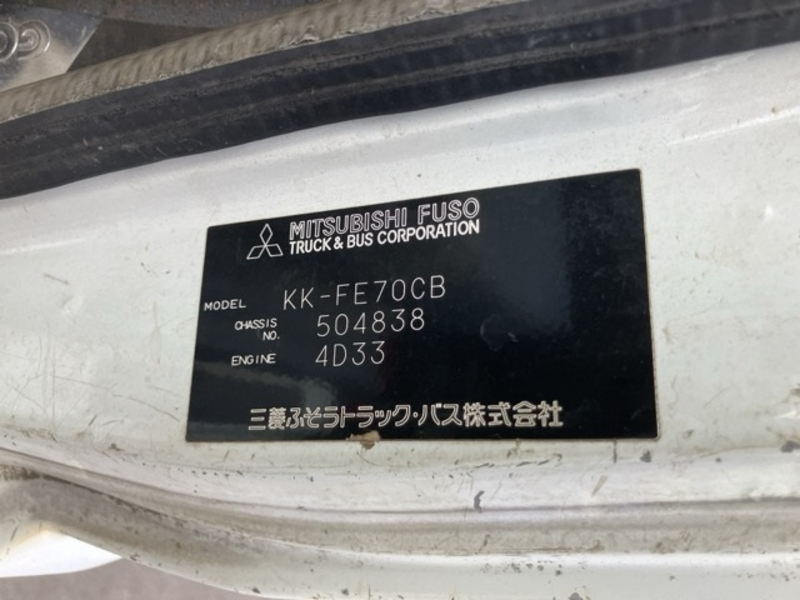 MITSUBISHI FUSO
TRUCK & BUS CORPORATION
MODEL KK-FE70CB
CHASSIS NO. 504838
ENGINE 4D33
三菱ふそうトラック・バス株式会社